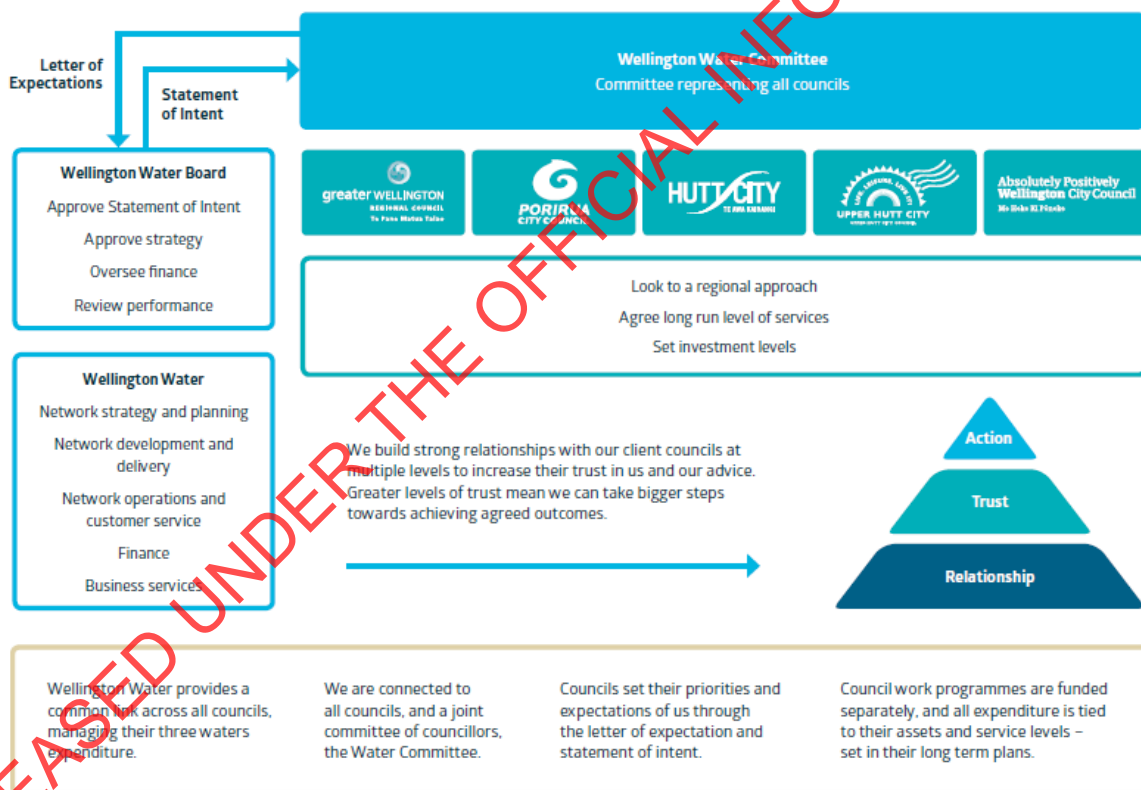 Letter of
Expectations
Statement
of Intent
Wellington Water Committee
Committee representing all councils
Wellington Water Board
Approve Statement of Intent
Approve strategy
Oversee finance
Review performance
greater WELLINGTON
REGIONAL COUNCIL
Te Pane Matua Taiao
PORIRUA
CITY COUNCIL
HUTT CITY
TE AWA KAIRANGI
LIVE
UPPER HUTT CITY
Absolutely Positively
Wellington City Council
Me Heke Ki Pōneke
Look to a regional approach
Agree long run level of services
Set investment levels
Wellington Water
Network strategy and planning
Network development and
delivery
Network operations and
customer service
Finance
Business services
We build strong relationships with our client councils at
multiple levels to increase their trust in us and our advice.
Greater levels of trust mean we can take bigger steps
towards achieving agreed outcomes.
Action
Trust
Relationship
Wellington Water provides a
common link across all councils,
managing their three waters
expenditure.
We are connected to
all councils, and a joint
committee of councillors,
the Water Committee.
Councils set their priorities and
expectations of us through
the letter of expectation and
statement of intent.
Council work programmes are funded
separately, and all expenditure is tied
to their assets and service levels –
set in their long term plans.
EASED UNDER THE OFFICIAL INFO